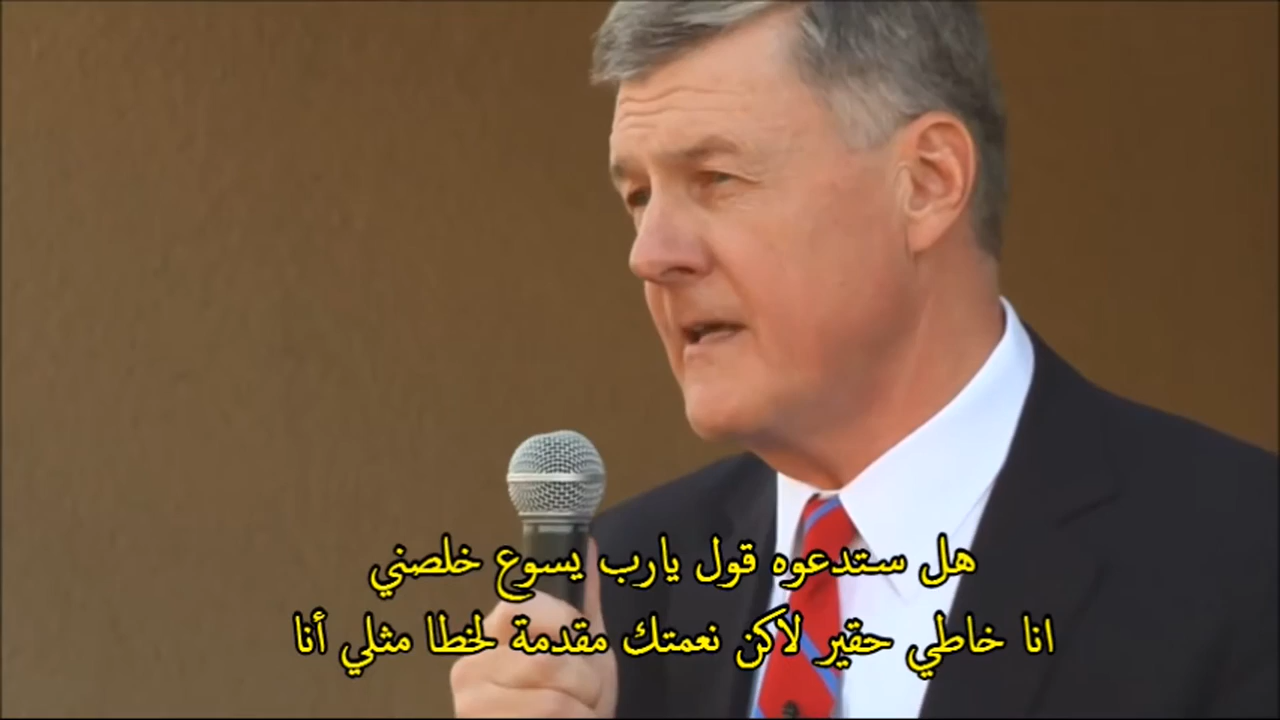 هل ستدعوه قول يارب يسوع خلصني
انا خاطي حقير لاكن نعمتك مقدمة لخطا مثلي أنا